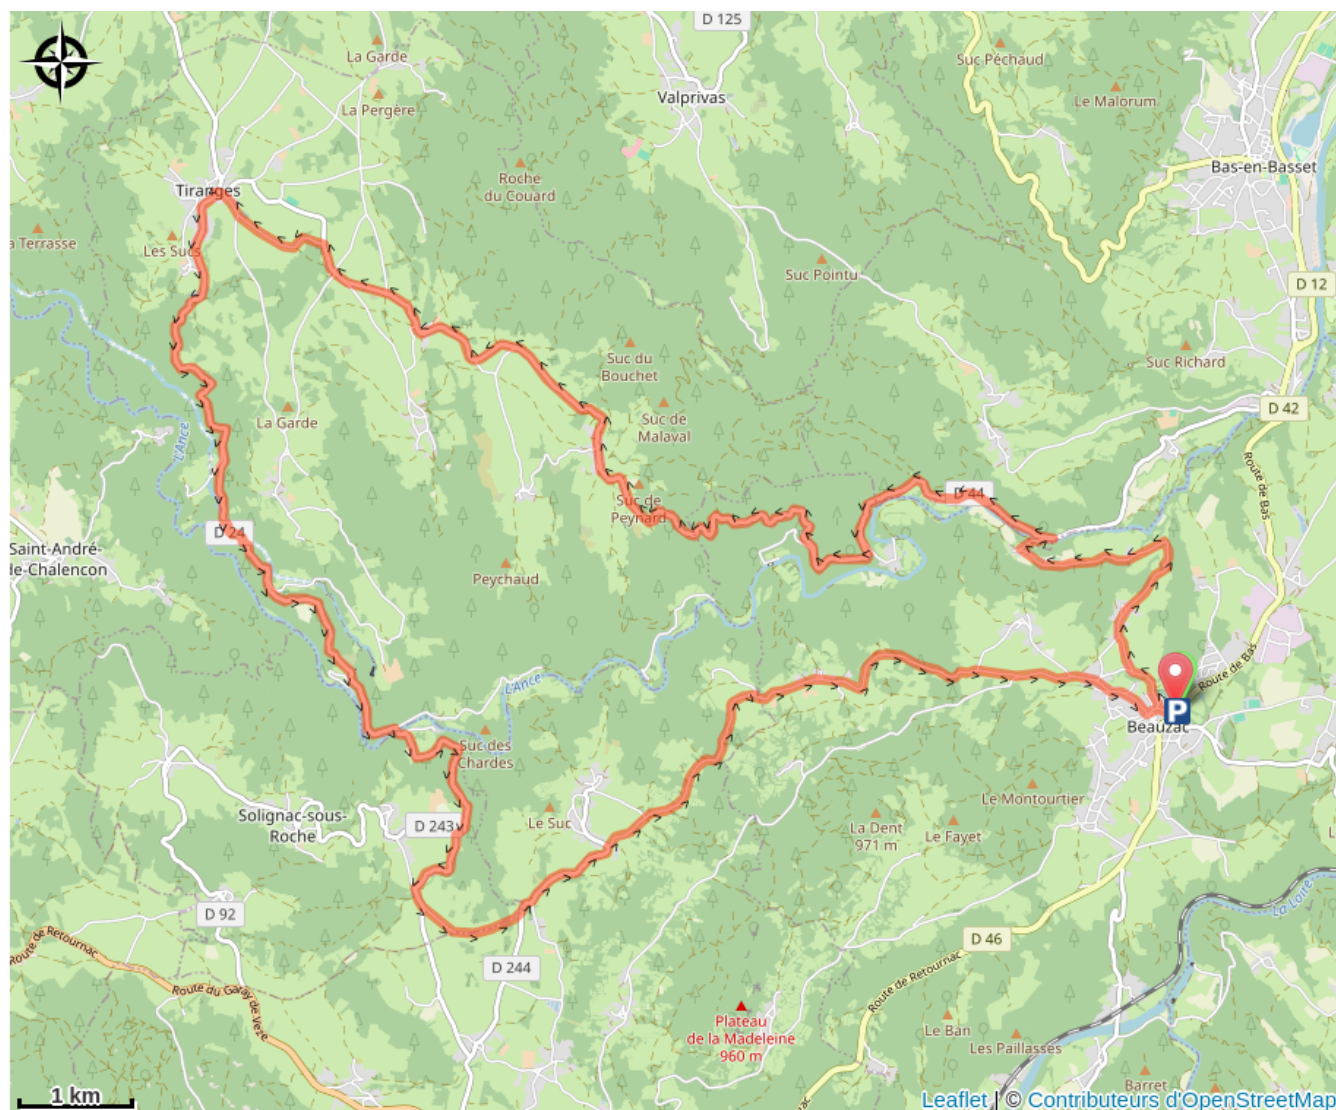 D 125
La Garde
Suc Péchaud
Valprivas
Le Malorum
La Pergère
Bas-en-Basset
Roche
du Couard
Tiranges
a Terrasse
Les Sucs
Suc Pointu
D 12
Suc du
Bouchet
Suc Richard
La Garde
Suc de
Malaval
D 42
L'Ance
Route de Bas
D 44
Suc de
Peynard
D 24
Saint-André-
de-Chalencon
Peychaud
L'Ance
Route de Bas
P
Beauzac
Suc des
Chardes
Le Montourtier
Solignac-sous-
Roche
D 243
Le Suc
La Dent
971 m
Le Fayet
La Loire
D 92
Route de Retournac
D 46
D 244
Route du Garay de Veze
Route de Retournac
Plateau
de la Madeleine
960 m
Le Ban
Les Paillasses
Barret
1 km
Leaflet | © Contributeurs d'OpenStreetMap